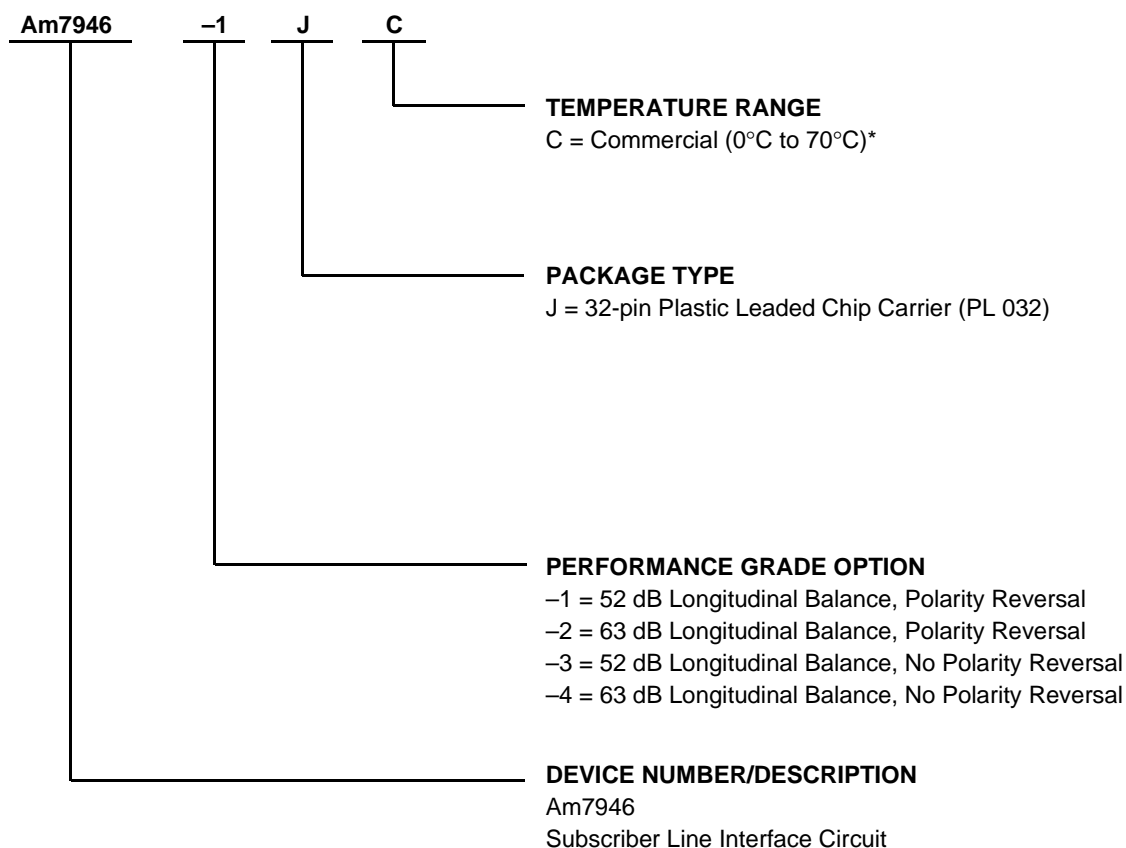 Am7946 –1 J C
TEMPERATURE RANGE
C = Commercial (0°C to 70°C)*
PACKAGE TYPE
J = 32-pin Plastic Leaded Chip Carrier (PL 032)
PERFORMANCE GRADE OPTION
–1 = 52 dB Longitudinal Balance, Polarity Reversal
–2 = 63 dB Longitudinal Balance, Polarity Reversal
–3 = 52 dB Longitudinal Balance, No Polarity Reversal
–4 = 63 dB Longitudinal Balance, No Polarity Reversal
DEVICE NUMBER/DESCRIPTION
Am7946
Subscriber Line Interface Circuit